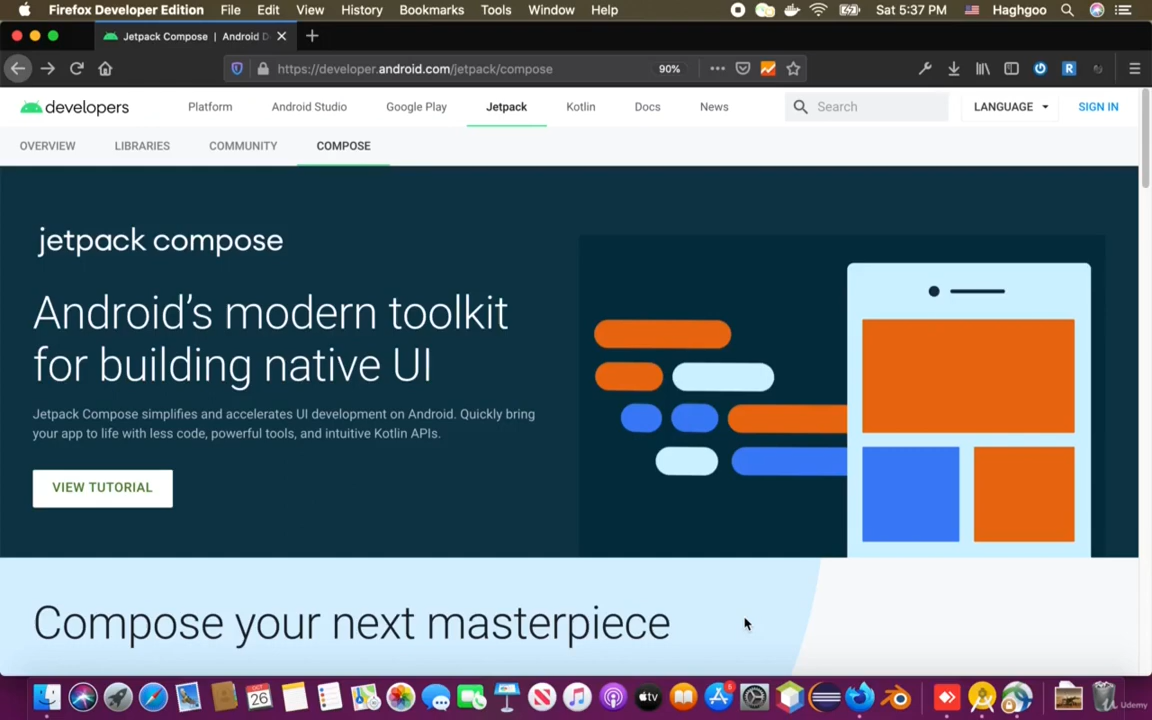 Firefox Developer Edition File Edit View History Bookmarks Tools Window Help Sat 5:37 PM Haghgoo
Jetpack Compose | Android D
https://developer.android.com/jetpack/compose 90%
developers Platform Android Studio Google Play Jetpack Kotlin Docs News Search LANGUAGE SIGN IN
OVERVIEW LIBRARIES COMMUNITY COMPOSE
jetpack compose
Android's modern toolkit
for building native UI
Jetpack Compose simplifies and accelerates UI development on Android. Quickly bring
your app to life with less code, powerful tools, and intuitive Kotlin APIs.
VIEW TUTORIAL
Compose your next masterpiece
OCT
26
tv
Udemy